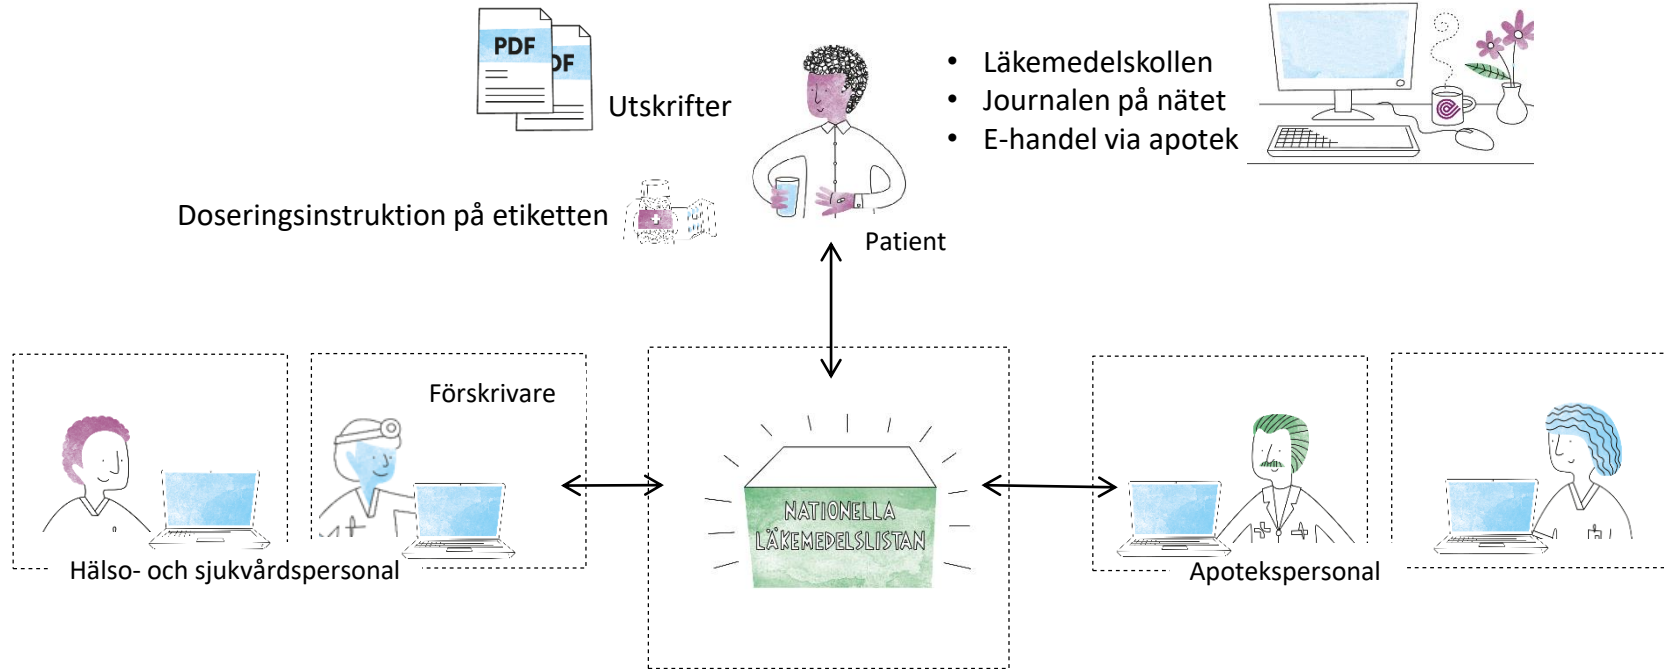 PDF
DF
Utskrifter
• Läkemedelskollen
• Journalen på nätet
• E-handel via apotek
Doseringsinstruktion på etiketten
Patient
Förskrivare
NATIONELLA
LÄKEMEDELSLISTAN
Hälso- och sjukvårdspersonal
Apotekspersonal